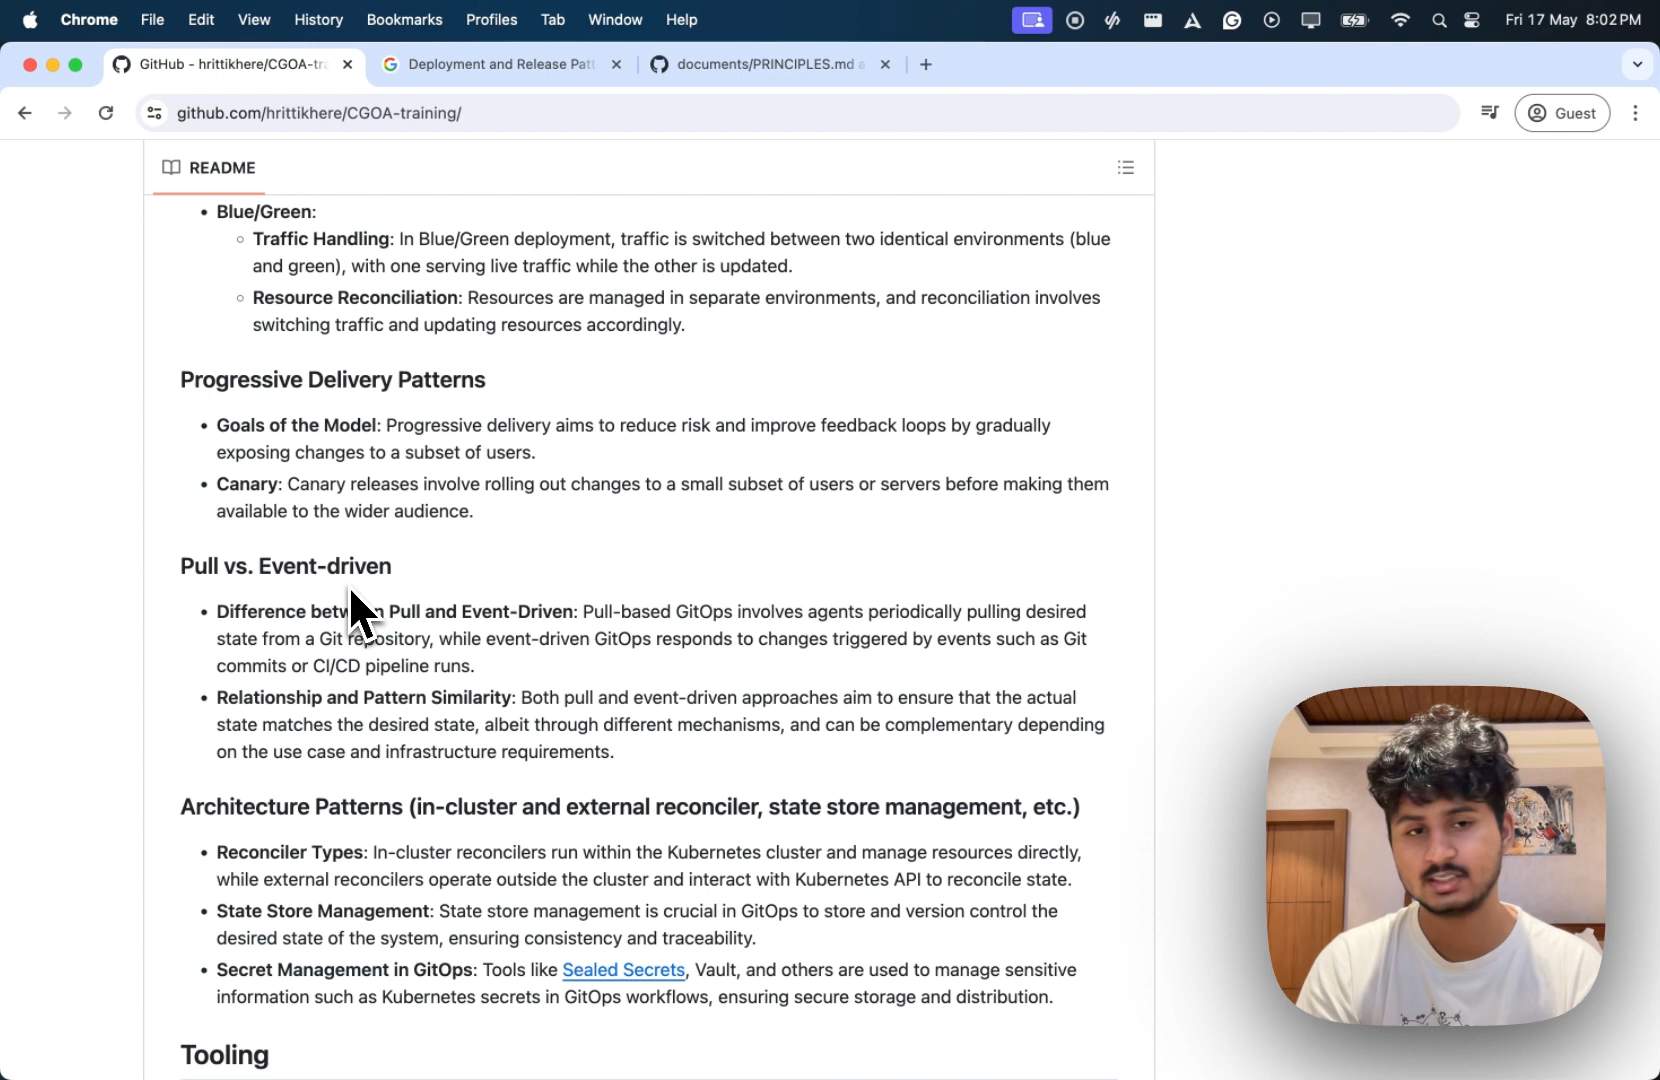 Chrome File Edit View History Bookmarks Profiles Tab Window Help Fri 17 May 8:02 PM
GitHub - hrittikhere/CGOA-tra Deployment and Release Patt documents/PRINCIPLES.md a
github.com/hrittikhere/CGOA-training/ Guest
README
• Blue/Green:
◦ Traffic Handling: In Blue/Green deployment, traffic is switched between two identical environments (blue
and green), with one serving live traffic while the other is updated.
◦ Resource Reconciliation: Resources are managed in separate environments, and reconciliation involves
switching traffic and updating resources accordingly.
Progressive Delivery Patterns
• Goals of the Model: Progressive delivery aims to reduce risk and improve feedback loops by gradually
exposing changes to a subset of users.
• Canary: Canary releases involve rolling out changes to a small subset of users or servers before making them
available to the wider audience.
Pull vs. Event-driven
• Difference between Pull and Event-Driven: Pull-based GitOps involves agents periodically pulling desired
state from a Git repository, while event-driven GitOps responds to changes triggered by events such as Git
commits or CI/CD pipeline runs.
• Relationship and Pattern Similarity: Both pull and event-driven approaches aim to ensure that the actual
state matches the desired state, albeit through different mechanisms, and can be complementary depending
on the use case and infrastructure requirements.
Architecture Patterns (in-cluster and external reconciler, state store management, etc.)
• Reconciler Types: In-cluster reconcilers run within the Kubernetes cluster and manage resources directly,
while external reconcilers operate outside the cluster and interact with Kubernetes API to reconcile state.
• State Store Management: State store management is crucial in GitOps to store and version control the
desired state of the system, ensuring consistency and traceability.
• Secret Management in GitOps: Tools like Sealed Secrets, Vault, and others are used to manage sensitive
information such as Kubernetes secrets in GitOps workflows, ensuring secure storage and distribution.
Tooling